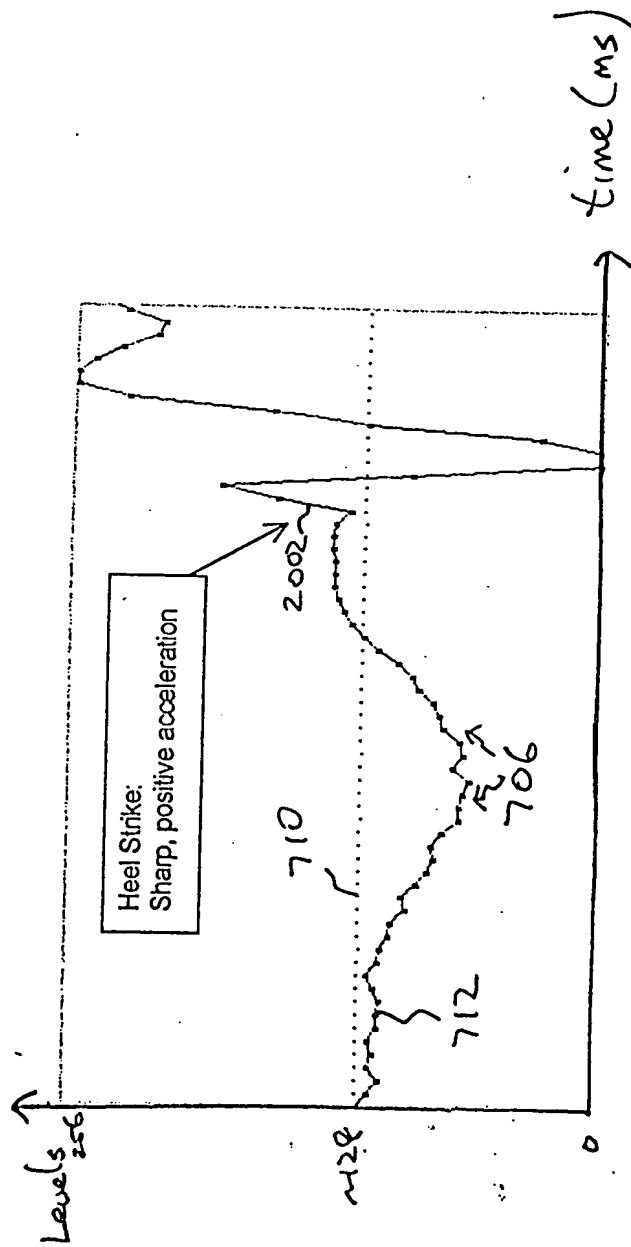 Levels
256
Heel Strike:
Sharp, positive acceleration
2002
710
~128
706
712
0
time (ms)